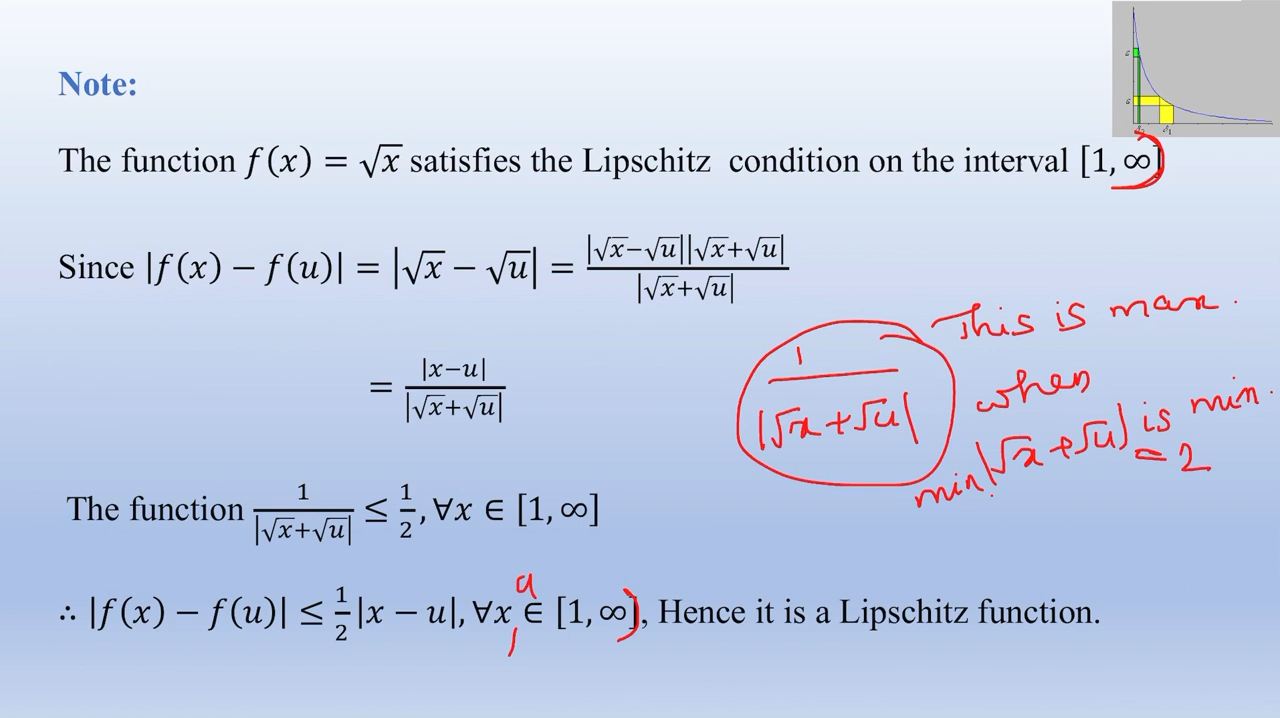 Note:
The function f(x) = √x satisfies the Lipschitz condition on the interval [1, ∞])
Since |f(x) − f(u)| = |√x − √u| = |√x−√u||√x+√u| / |√x+√u|
= |x−u| / |√x+√u|
1 / |√x+√u|
This is max.
when
min |√x+√u| is min.
= 2
The function 1 / |√x+√u| ≤ 1/2, ∀x ∈ [1, ∞]
∴ |f(x) − f(u)| ≤ 1/2 |x − u|, ∀x , u ∈ [1, ∞]), Hence it is a Lipschitz function.